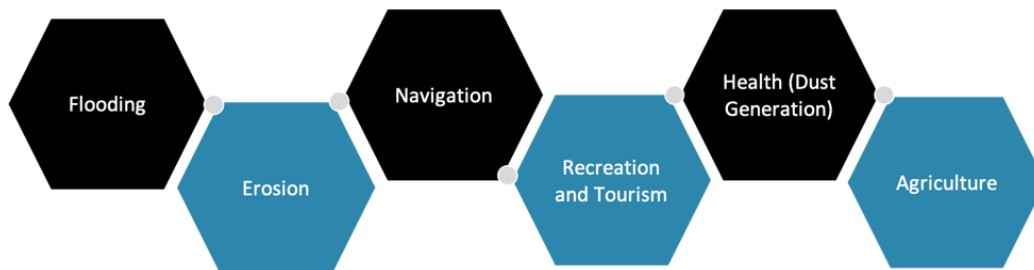 Flooding
Erosion
Navigation
Recreation
and Tourism
Health (Dust
Generation)
Agriculture